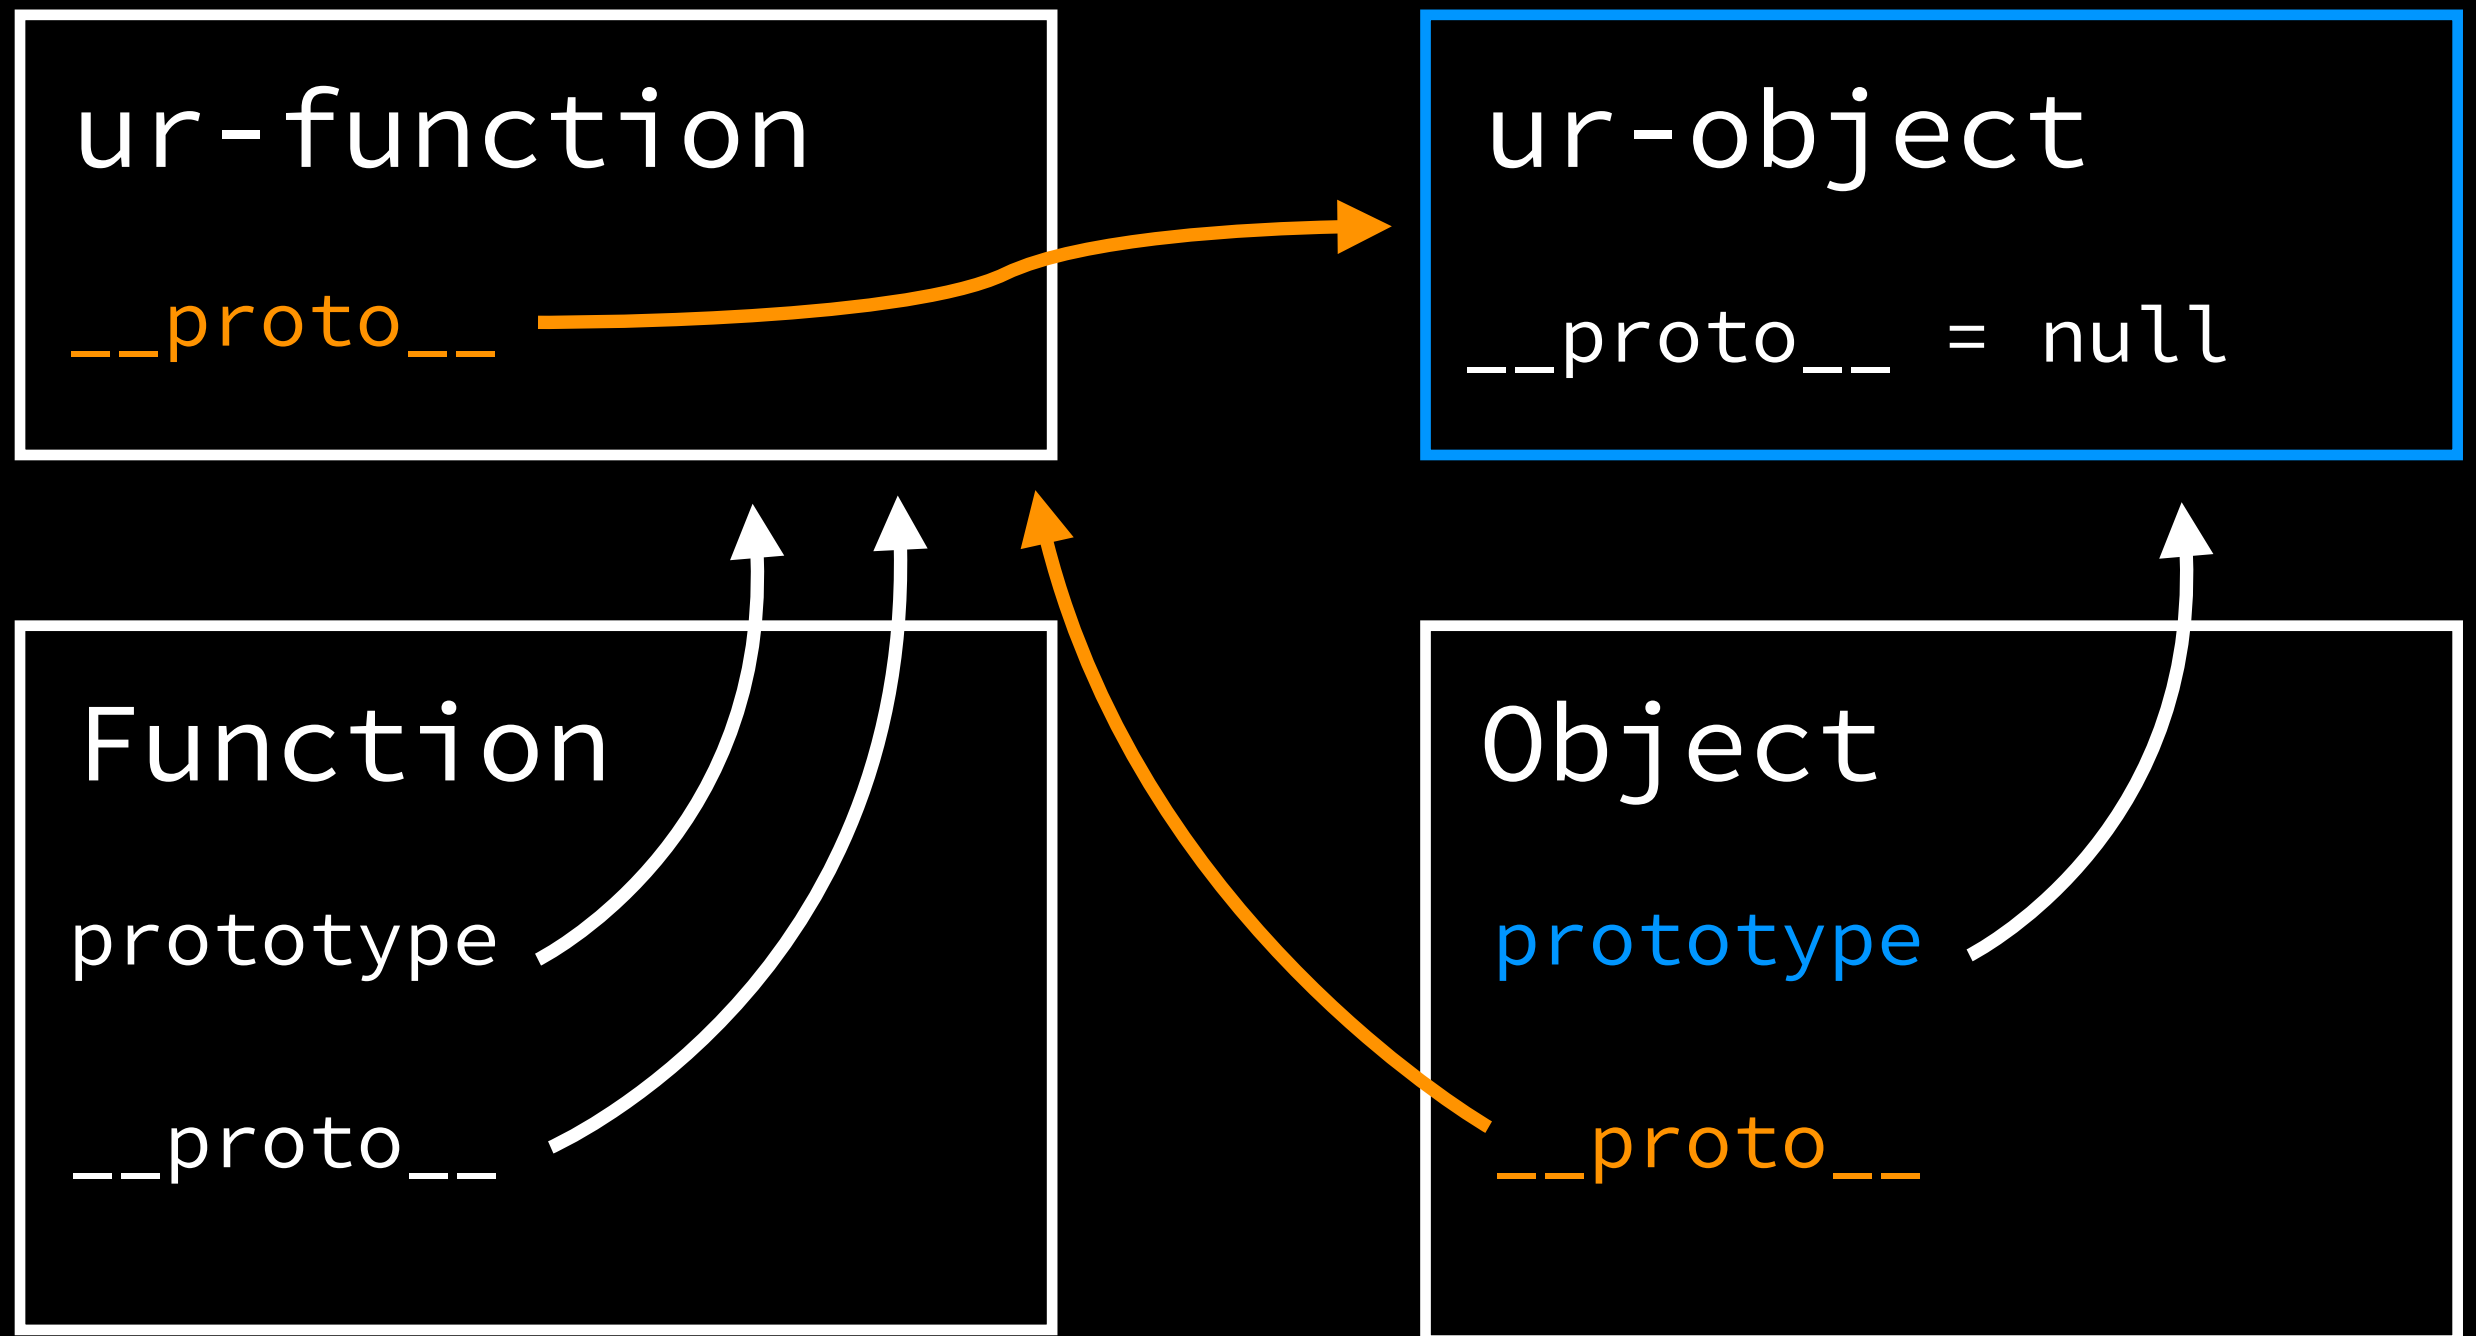 ur-function
__proto__
ur-object
__proto__ = null
Function
prototype
__proto__
Object
prototype
__proto__